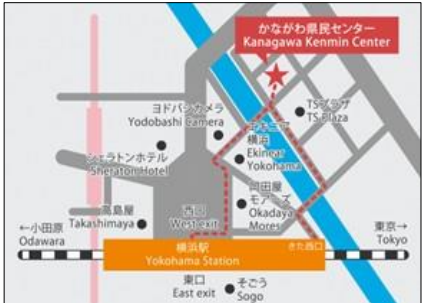 かながわ県民センター
Kanagawa Kenmin Center
ヨドバシカメラ
Yodobashi Camera
TSプラザ
TS Plaza
エキニア
横浜
Ekinear
Yokohama
シェラトンホテル
Sheraton Hotel
岡田屋
モアーズ
Okadaya
Mores
高島屋
Takashimaya
西口
West exit
←小田原
Odawara
横浜駅
Yokohama Station
きた西口
東京→
Tokyo
東口
East exit
そごう
Sogo